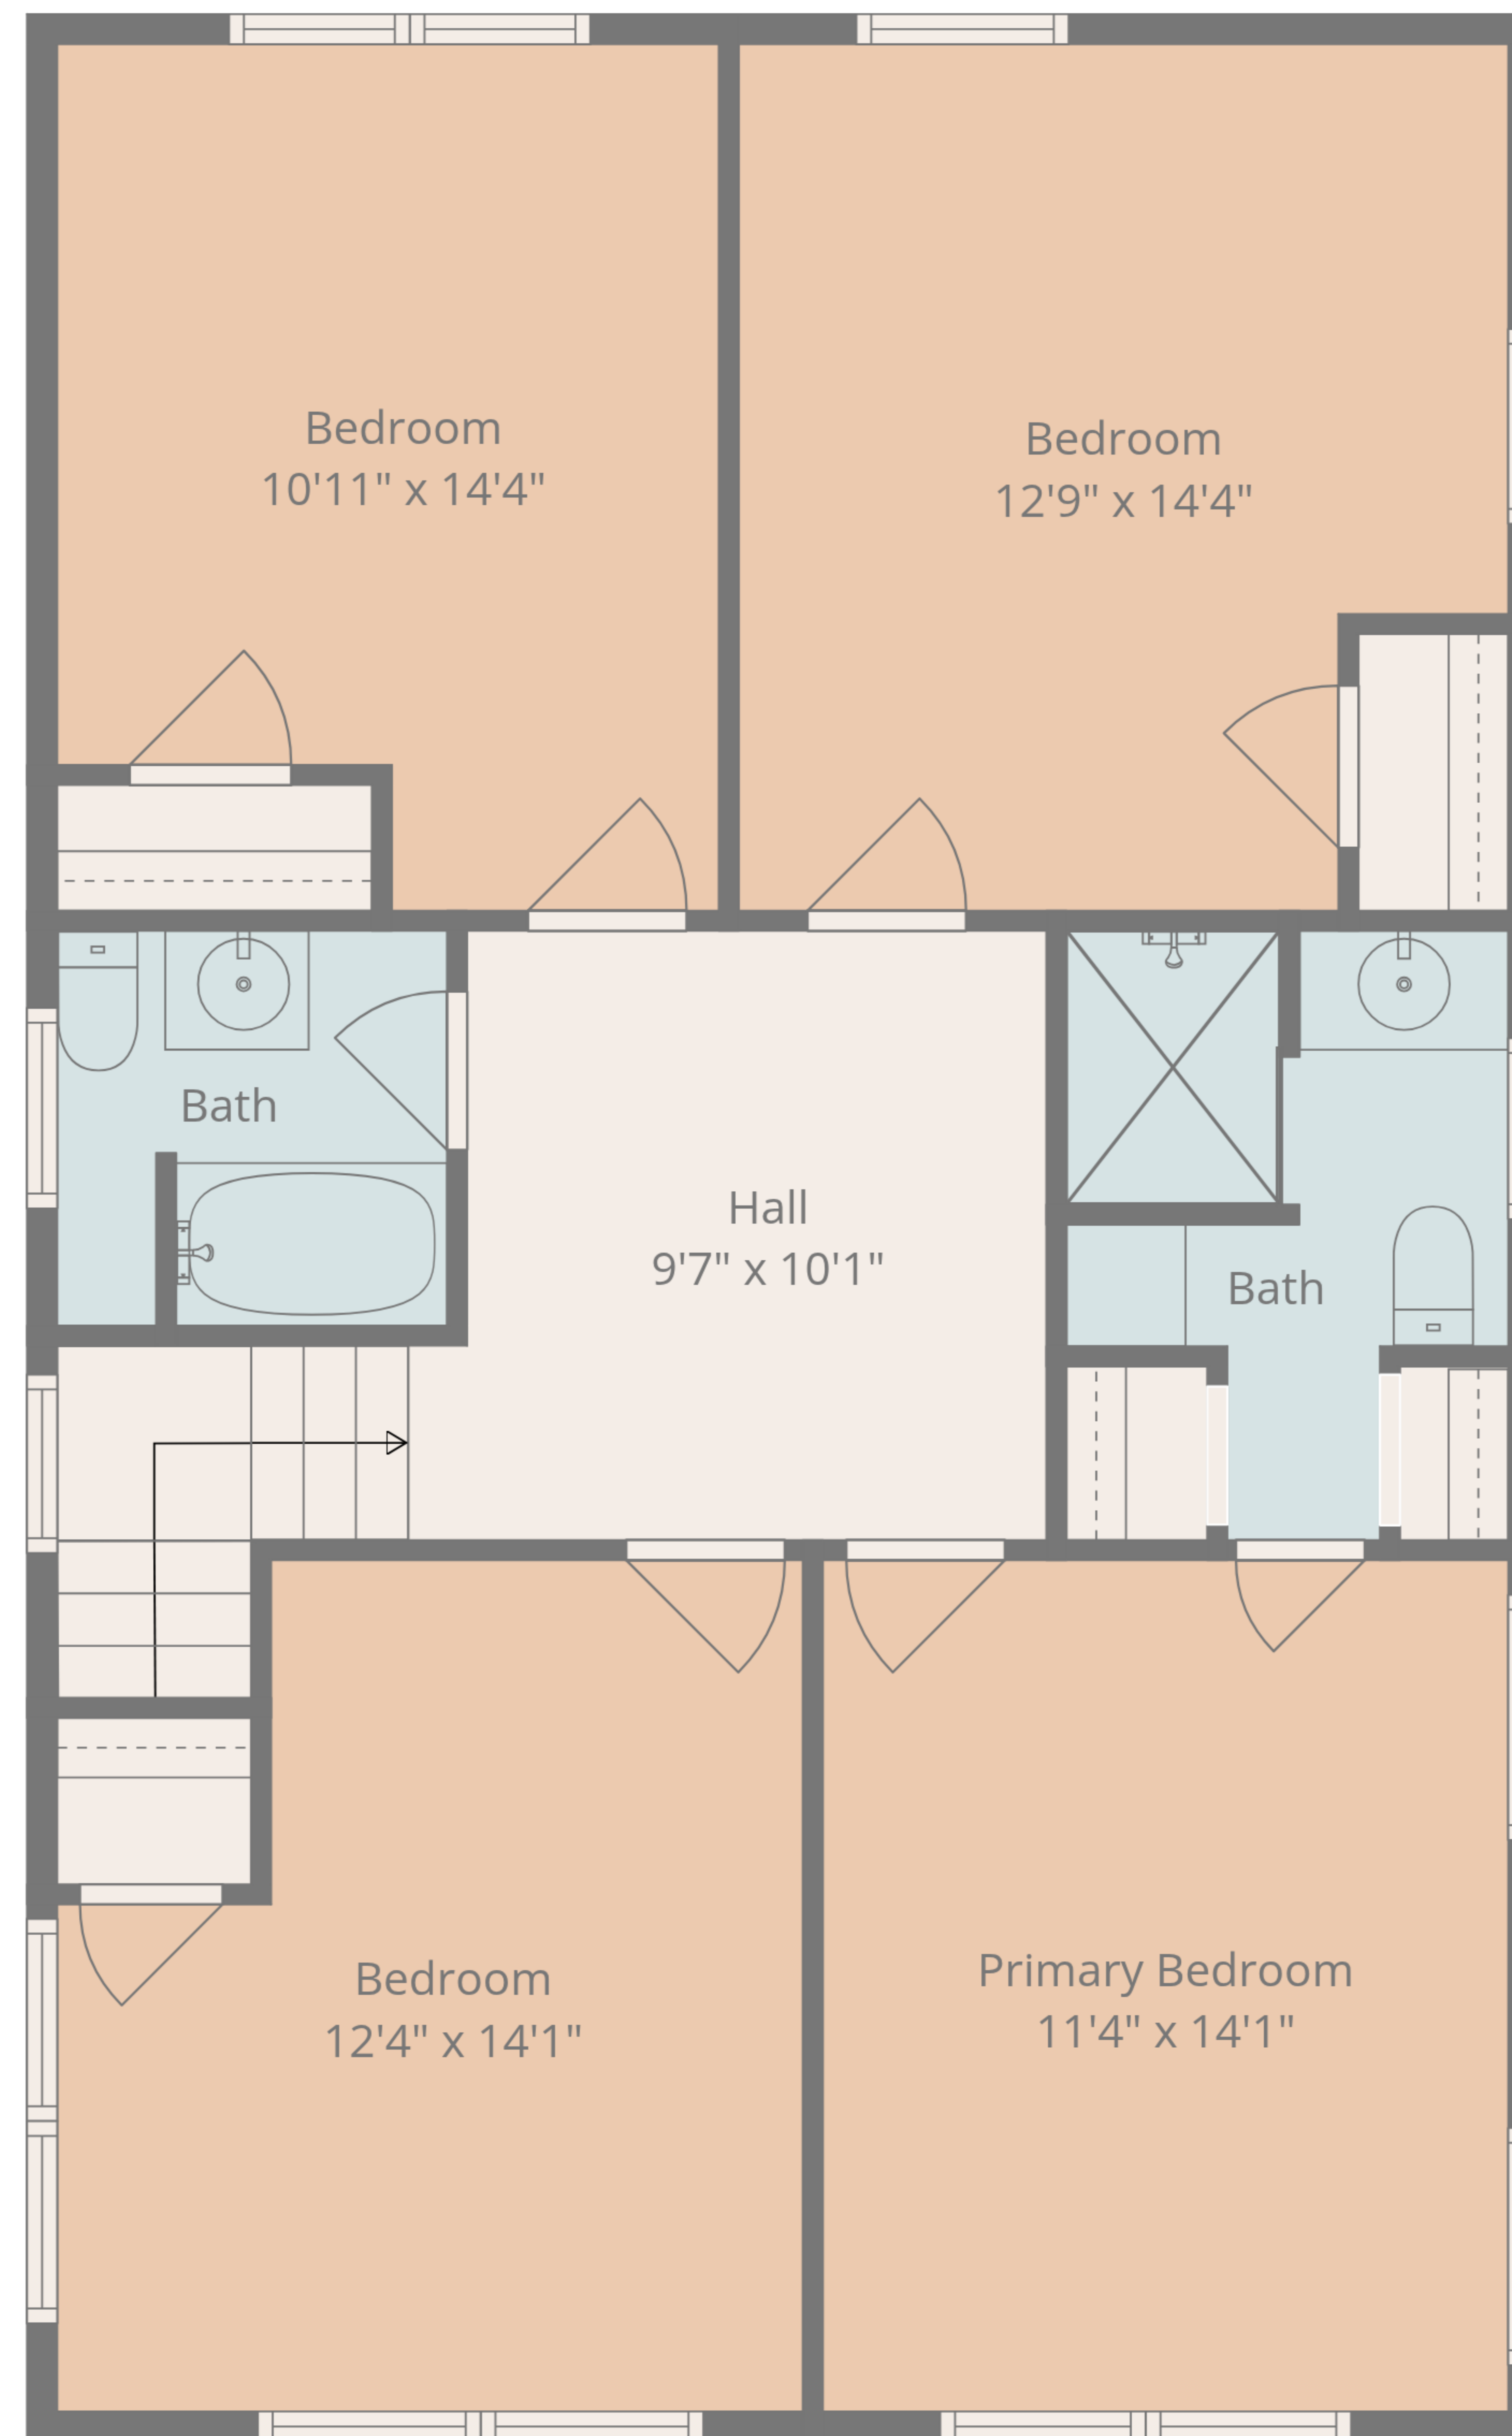 Bedroom
10'11" x 14'4"
Bedroom
12'9" x 14'4"
Bath
Hall
9'7" x 10'1"
Bath
Bedroom
12'4" x 14'1"
Primary Bedroom
11'4" x 14'1"